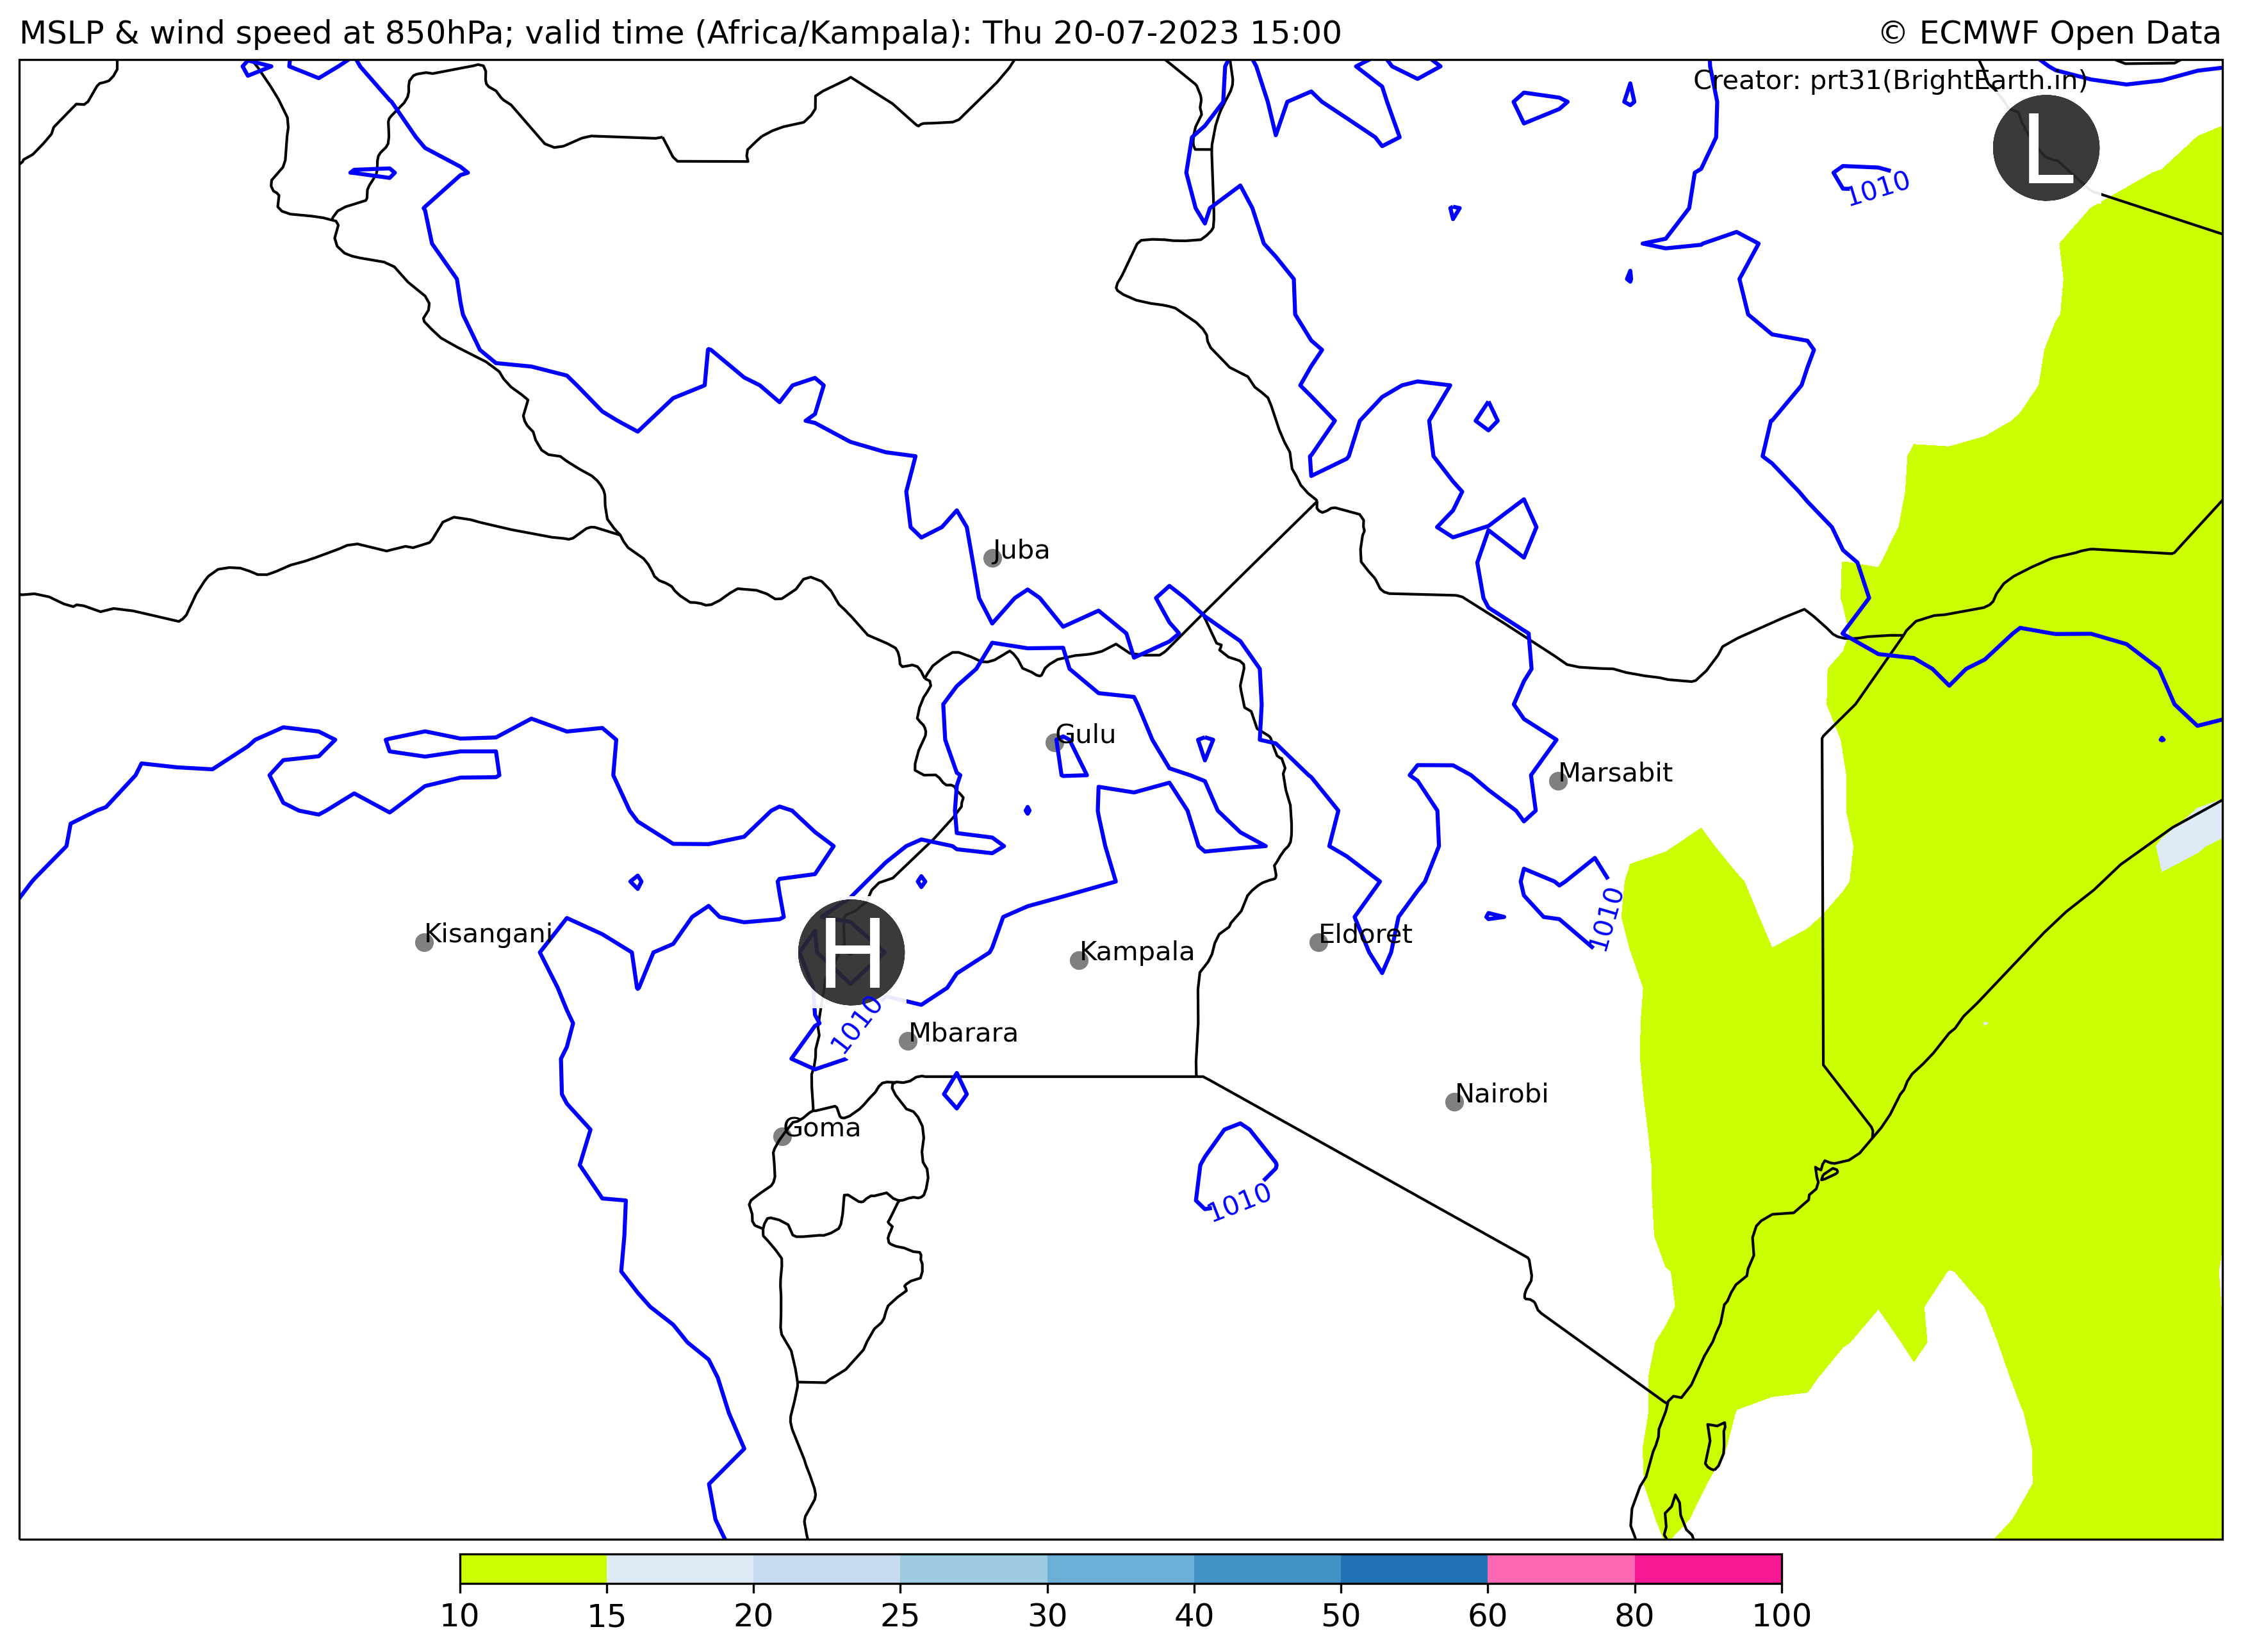 MSLP & wind speed at 850hPa; valid time (Africa/Kampala): Thu 20-07-2023 15:00
© ECMWF Open Data
Creator: prt31(BrightEarth.in)
L
1010
Juba
Gulu
Marsabit
1010
Kisangani
Eldoret
H
Kampala
1010
Mbarara
Nairobi
Goma
1010
10 15 20 25 30 40 50 60 80 100